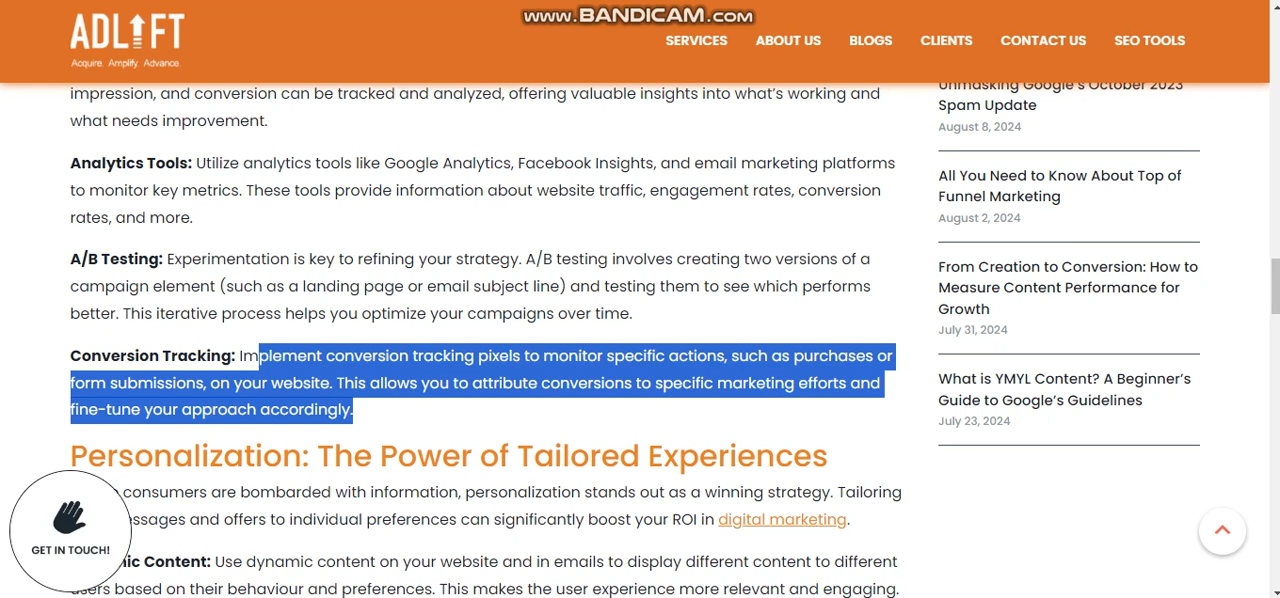 www.BANDICAM.com
ADLIFT
Acquire. Amplify. Advance.
SERVICES
ABOUT US
BLOGS
CLIENTS
CONTACT US
SEO TOOLS
impression, and conversion can be tracked and analyzed, offering valuable insights into what's working and
what needs improvement.
Analytics Tools: Utilize analytics tools like Google Analytics, Facebook Insights, and email marketing platforms
to monitor key metrics. These tools provide information about website traffic, engagement rates, conversion
rates, and more.
A/B Testing: Experimentation is key to refining your strategy. A/B testing involves creating two versions of a
campaign element (such as a landing page or email subject line) and testing them to see which performs
better. This iterative process helps you optimize your campaigns over time.
Conversion Tracking: Implement conversion tracking pixels to monitor specific actions, such as purchases or
form submissions, on your website. This allows you to attribute conversions to specific marketing efforts and
fine-tune your approach accordingly.
Personalization: The Power of Tailored Experiences
consumers are bombarded with information, personalization stands out as a winning strategy. Tailoring
messages and offers to individual preferences can significantly boost your ROI in digital marketing.
Content: Use dynamic content on your website and in emails to display different content to different
users based on their behaviour and preferences. This makes the user experience more relevant and engaging.
GET IN TOUCH!
Unmasking Google's October 2023
Spam Update
August 8, 2024
All You Need to Know About Top of
Funnel Marketing
August 2, 2024
From Creation to Conversion: How to
Measure Content Performance for
Growth
July 31, 2024
What is YMYL Content? A Beginner's
Guide to Google's Guidelines
July 23, 2024